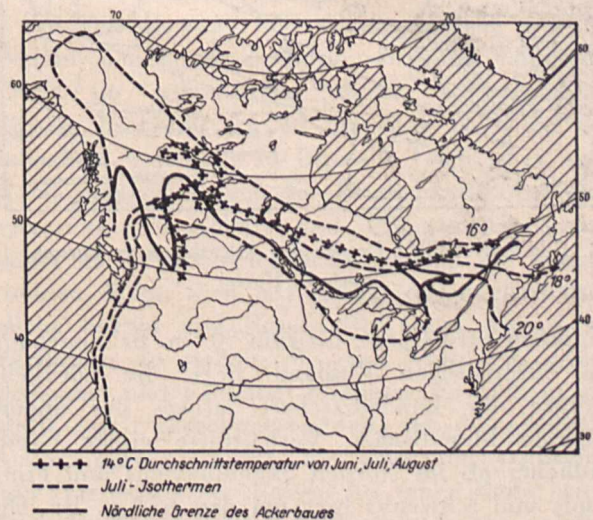 70 70
60 60
50 50
40 40
30
16°
18°
20°
14° C Durchschnittstemperatur von Juni, Juli, August
Juli-Isothermen
Nördliche Grenze des Ackerbaues